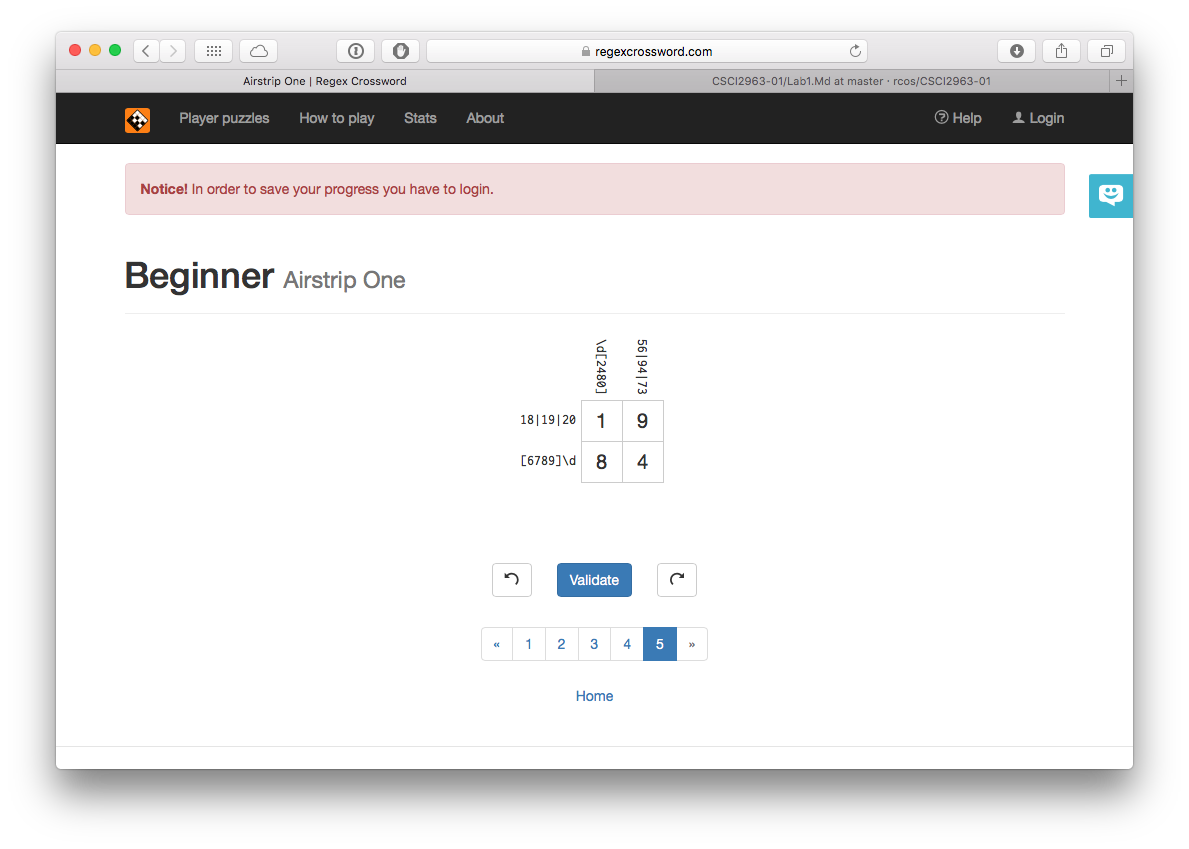 regexcrossword.com
Airstrip One | Regex Crossword
CSCI2963-01/Lab1.Md at master · rcos/CSCI2963-01
Player puzzles
How to play
Stats
About
Help
Login
Notice! In order to save your progress you have to login.
Beginner Airstrip One
\d[2480]
56|94|73
18|19|20 1 9
[6789]\d 8 4
Validate
« 1 2 3 4 5 »
Home